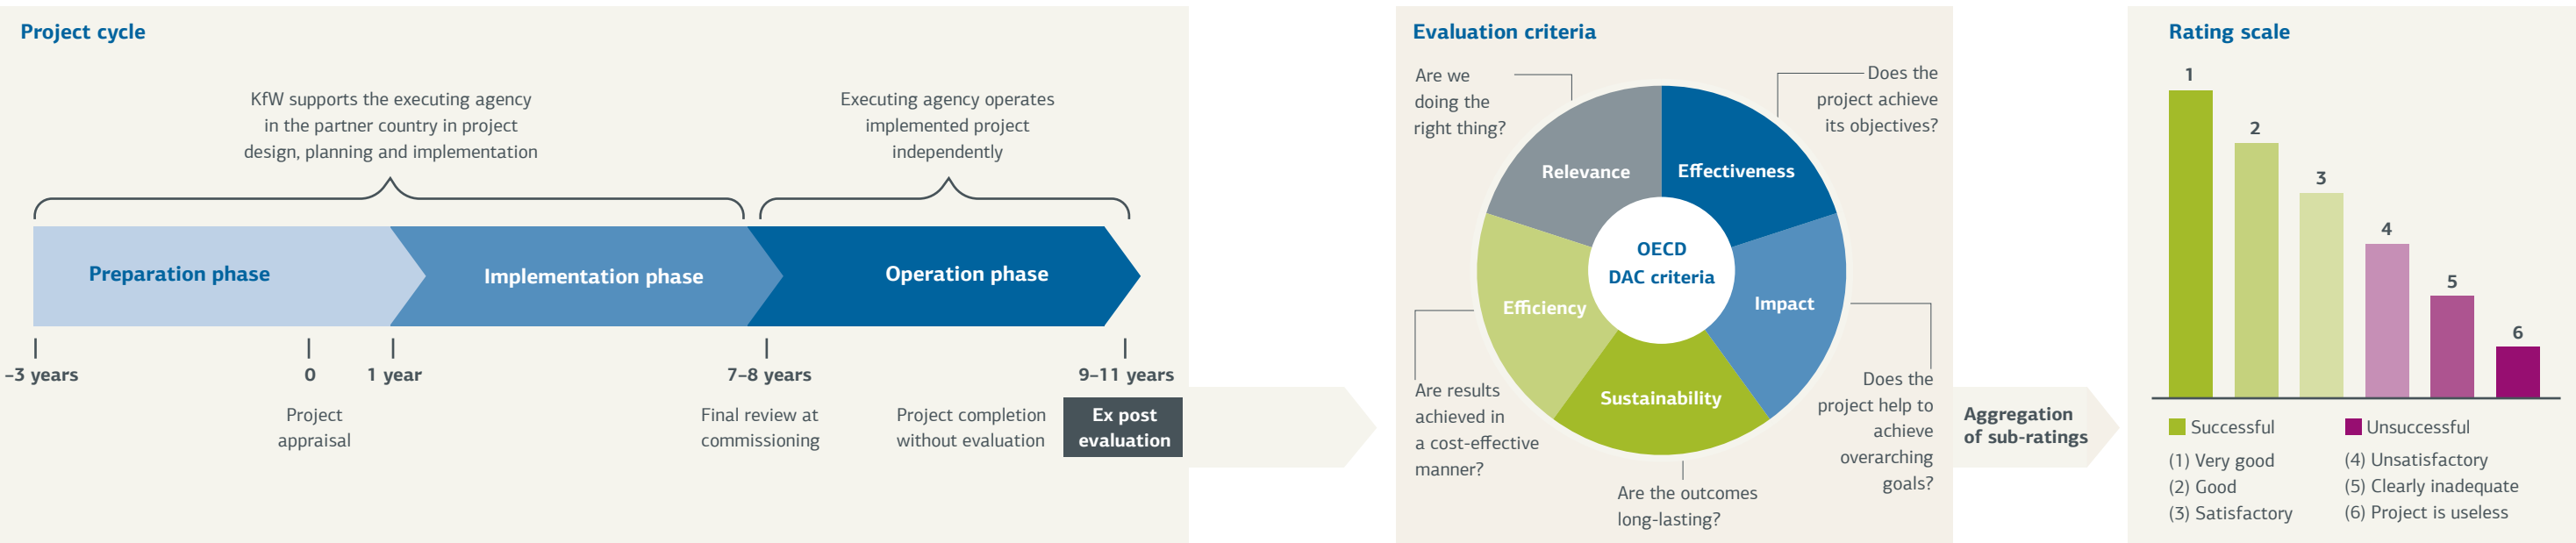 Project cycle
KfW supports the executing agency
in the partner country in project
design, planning and implementation
Executing agency operates
implemented project
independently
Preparation phase
Implementation phase
Operation phase
–3 years
0
1 year
7–8 years
9–11 years
Project
appraisal
Final review at
commissioning
Project completion
without evaluation
Ex post
evaluation
Evaluation criteria
Are we
doing the
right thing?
Does the
project achieve
its objectives?
Relevance
Effectiveness
OECD
DAC criteria
Efficiency
Impact
Sustainability
Are results
achieved in
a cost-effective
manner?
Does the
project help to
achieve
overarching
goals?
Are the outcomes
long-lasting?
Aggregation
of sub-ratings
Rating scale
1
2
3
4
5
6
Successful
(1) Very good
(2) Good
(3) Satisfactory
Unsuccessful
(4) Unsatisfactory
(5) Clearly inadequate
(6) Project is useless